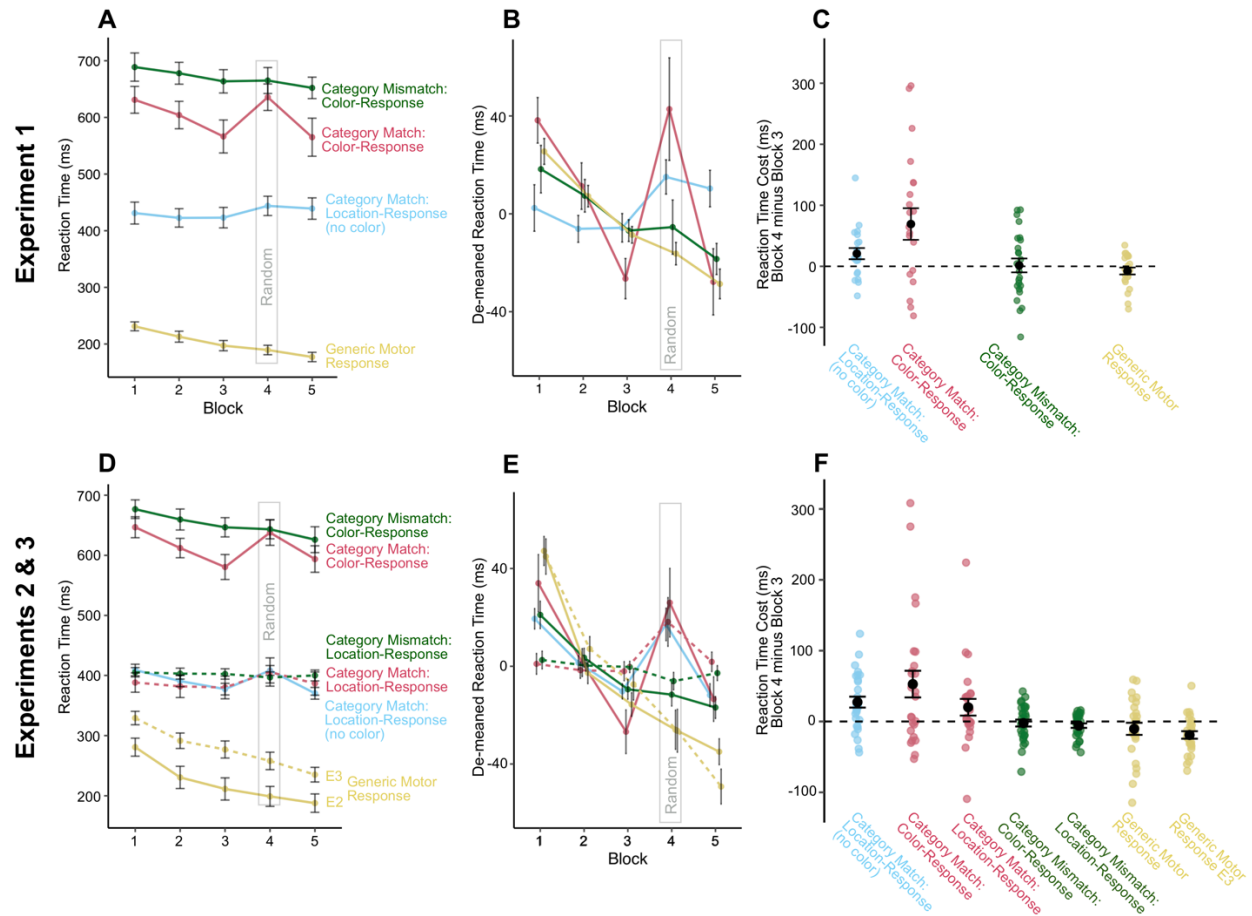 A
B
C
Experiment 1
Reaction Time (ms)
700
600
500
400
300
200
1
2
3
4
5
Block
Random
Category Mismatch:
Color-Response
Category Match:
Color-Response
Category Match:
Location-Response
(no color)
Generic Motor
Response
De-meaned Reaction Time (ms)
40
0
-40
1
2
3
4
5
Block
Random
Reaction Time Cost (ms)
Block 4 minus Block 3
300
200
100
0
-100
Category Match:
Location-Response
(no color)
Category Match:
Color-Response
Category Mismatch:
Color-Response
Generic Motor
Response
D
E
F
Experiments 2 & 3
Reaction Time (ms)
700
600
500
400
300
200
1
2
3
4
5
Block
Random
Category Mismatch:
Color-Response
Category Match:
Color-Response
Category Mismatch:
Location-Response
Category Match:
Location-Response
Category Match:
Location-Response
(no color)
E3
Generic Motor
Response
E2
De-meaned Reaction Time (ms)
40
0
-40
1
2
3
4
5
Block
Random
Reaction Time Cost (ms)
Block 4 minus Block 3
300
200
100
0
-100
Category Match:
Location-Response
(no color)
Category Match:
Color-Response
Category Match:
Location-Response
Category Mismatch:
Color-Response
Category Mismatch:
Location-Response
Generic Motor
Response
Generic Motor
Response E3